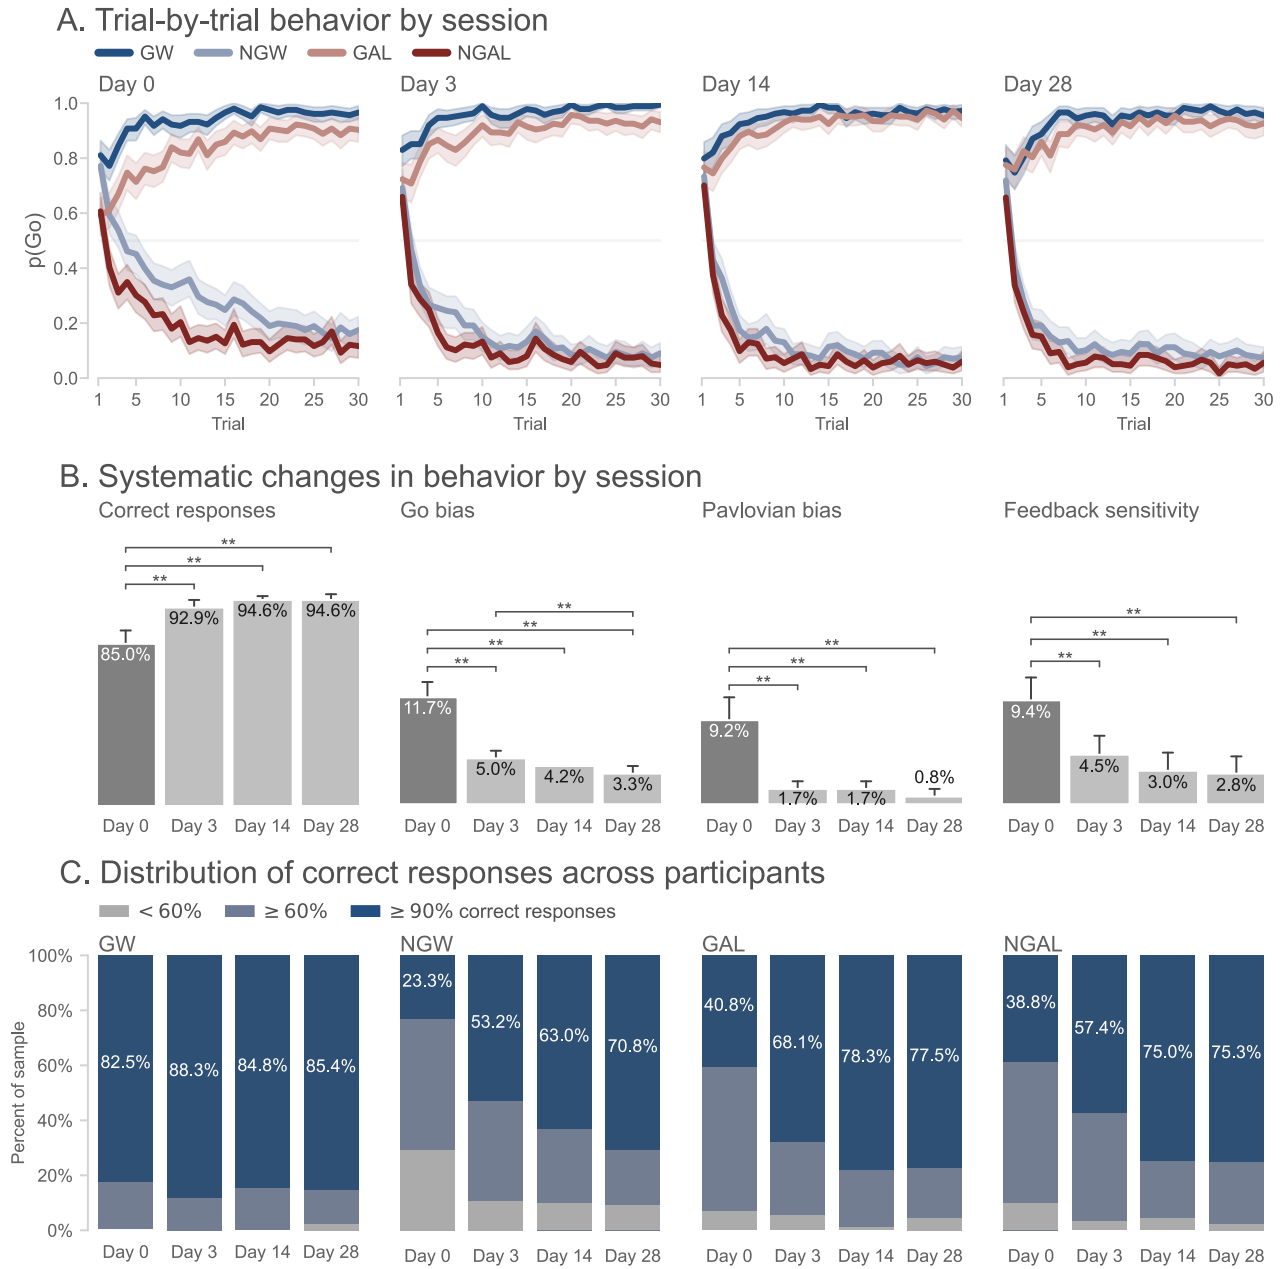 A. Trial-by-trial behavior by session
GW NGW GAL NGAL
Day 0 Day 3 Day 14 Day 28
p(Go)
1.0
0.8
0.6
0.4
0.2
0.0
1 5 10 15 20 25 30 1 5 10 15 20 25 30 1 5 10 15 20 25 30 1 5 10 15 20 25 30
Trial Trial Trial Trial
B. Systematic changes in behavior by session
Correct responses Go bias Pavlovian bias Feedback sensitivity
** ** **
85.0% 92.9% 94.6% 94.6%
** ** ** **
11.7% 5.0% 4.2% 3.3%
** ** **
9.2% 1.7% 1.7% 0.8%
** ** **
9.4% 4.5% 3.0% 2.8%
Day 0 Day 3 Day 14 Day 28 Day 0 Day 3 Day 14 Day 28 Day 0 Day 3 Day 14 Day 28 Day 0 Day 3 Day 14 Day 28
C. Distribution of correct responses across participants
< 60% ≥ 60% ≥ 90% correct responses
GW NGW GAL NGAL
Percent of sample
100%
80%
60%
40%
20%
0%
82.5% 88.3% 84.8% 85.4%
23.3% 53.2% 63.0% 70.8%
40.8% 68.1% 78.3% 77.5%
38.8% 57.4% 75.0% 75.3%
Day 0 Day 3 Day 14 Day 28 Day 0 Day 3 Day 14 Day 28 Day 0 Day 3 Day 14 Day 28 Day 0 Day 3 Day 14 Day 28